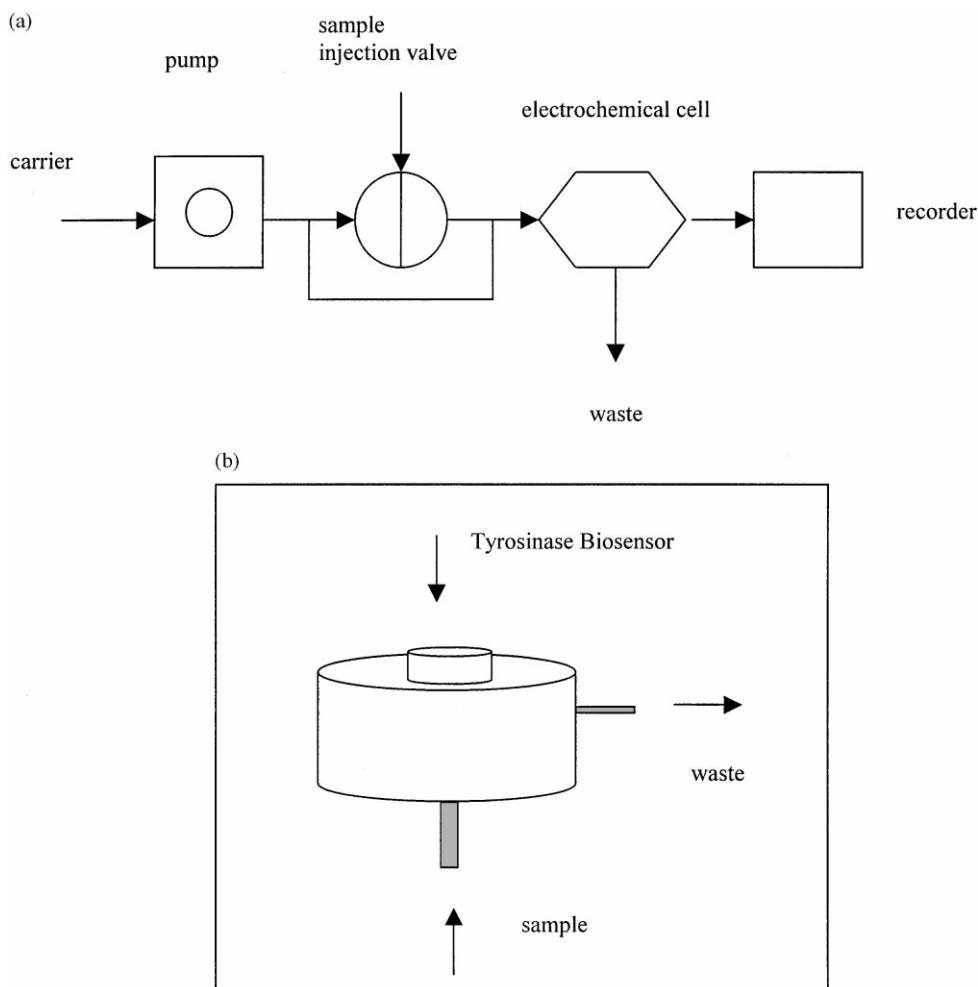 (a)
sample
injection valve
pump
electrochemical cell
carrier
recorder
waste
(b)
Tyrosinase Biosensor
waste
sample